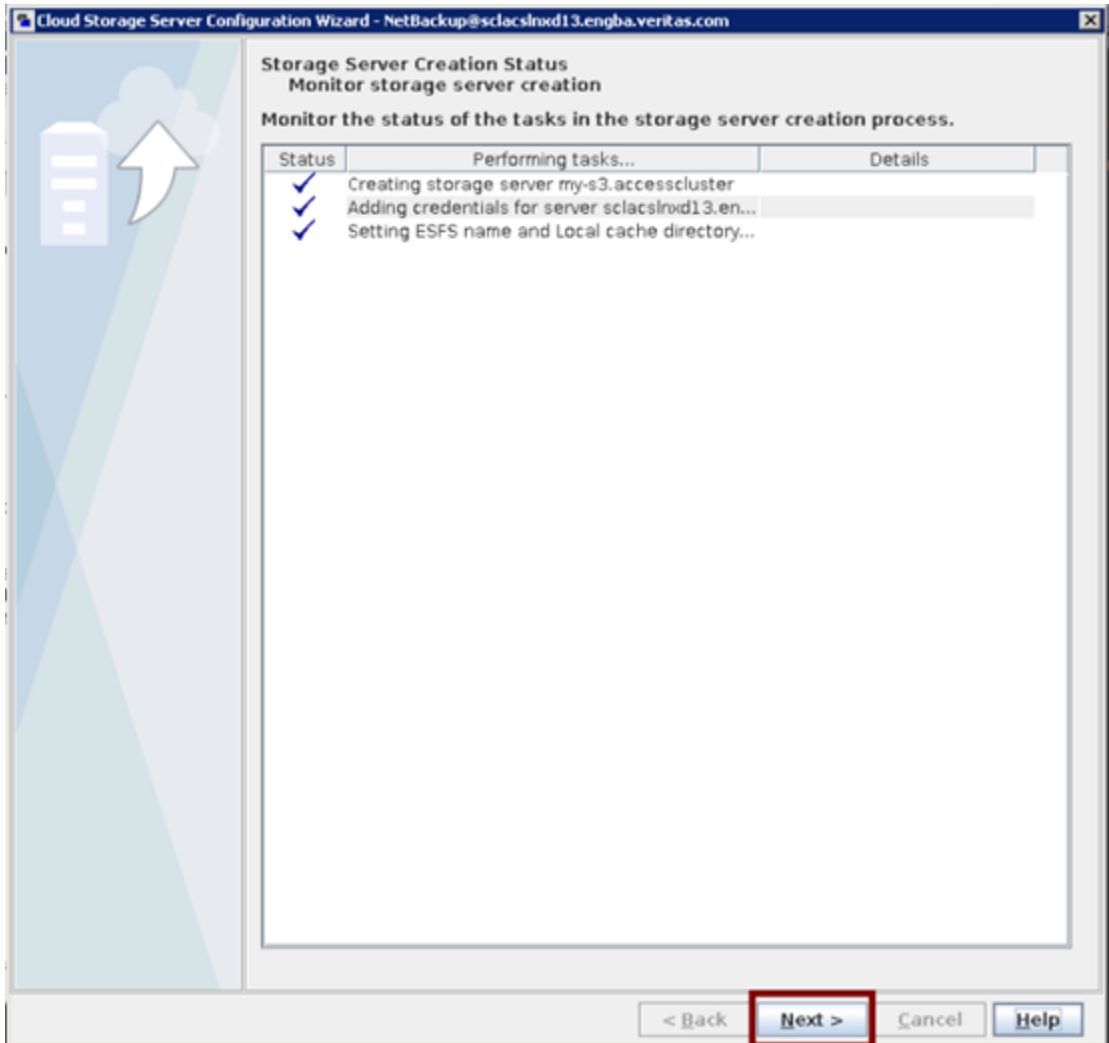 Cloud Storage Server Configuration Wizard - NetBackup@sclacslnxd13.engba.veritas.com
Storage Server Creation Status
Monitor storage server creation
Monitor the status of the tasks in the storage server creation process.
Status Performing tasks... Details
Creating storage server my-s3.accesscluster
Adding credentials for server sclacslnxd13.en...
Setting ESFS name and Local cache directory...
< Back Next > Cancel Help